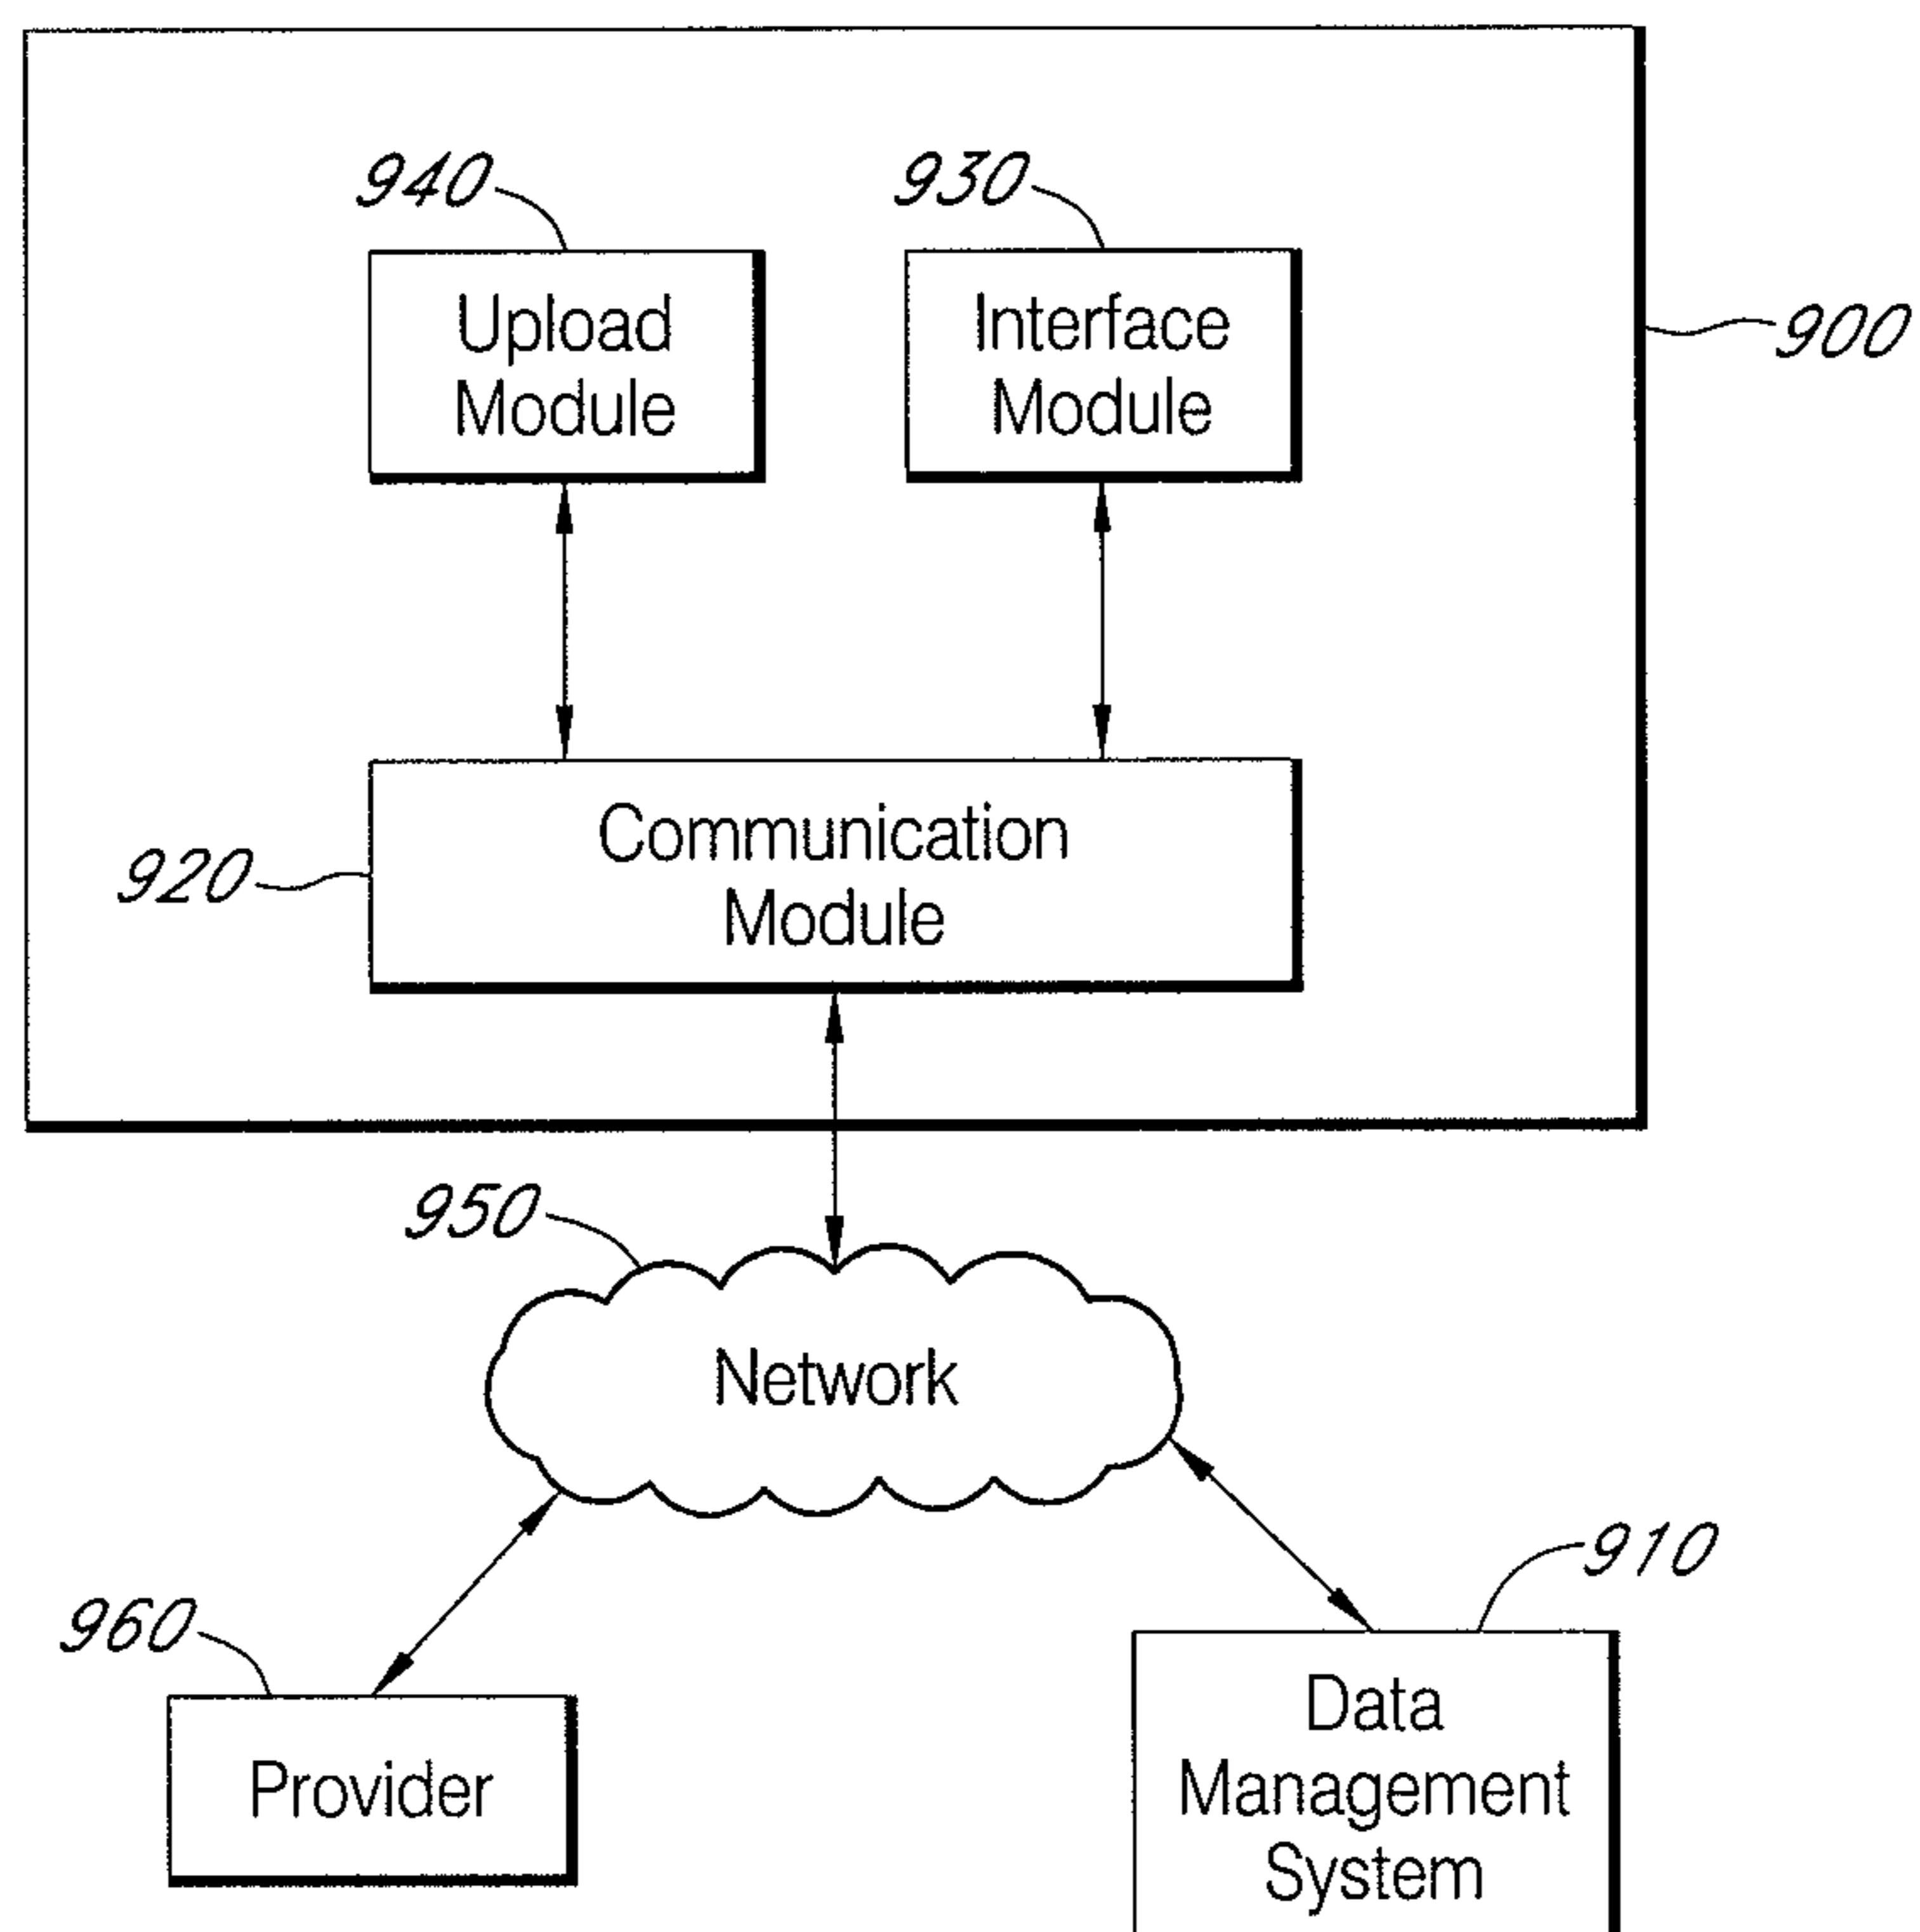 940
930
Upload
Module
Interface
Module
900
Communication
Module
920
950
Network
910
960
Provider
Data
Management
System